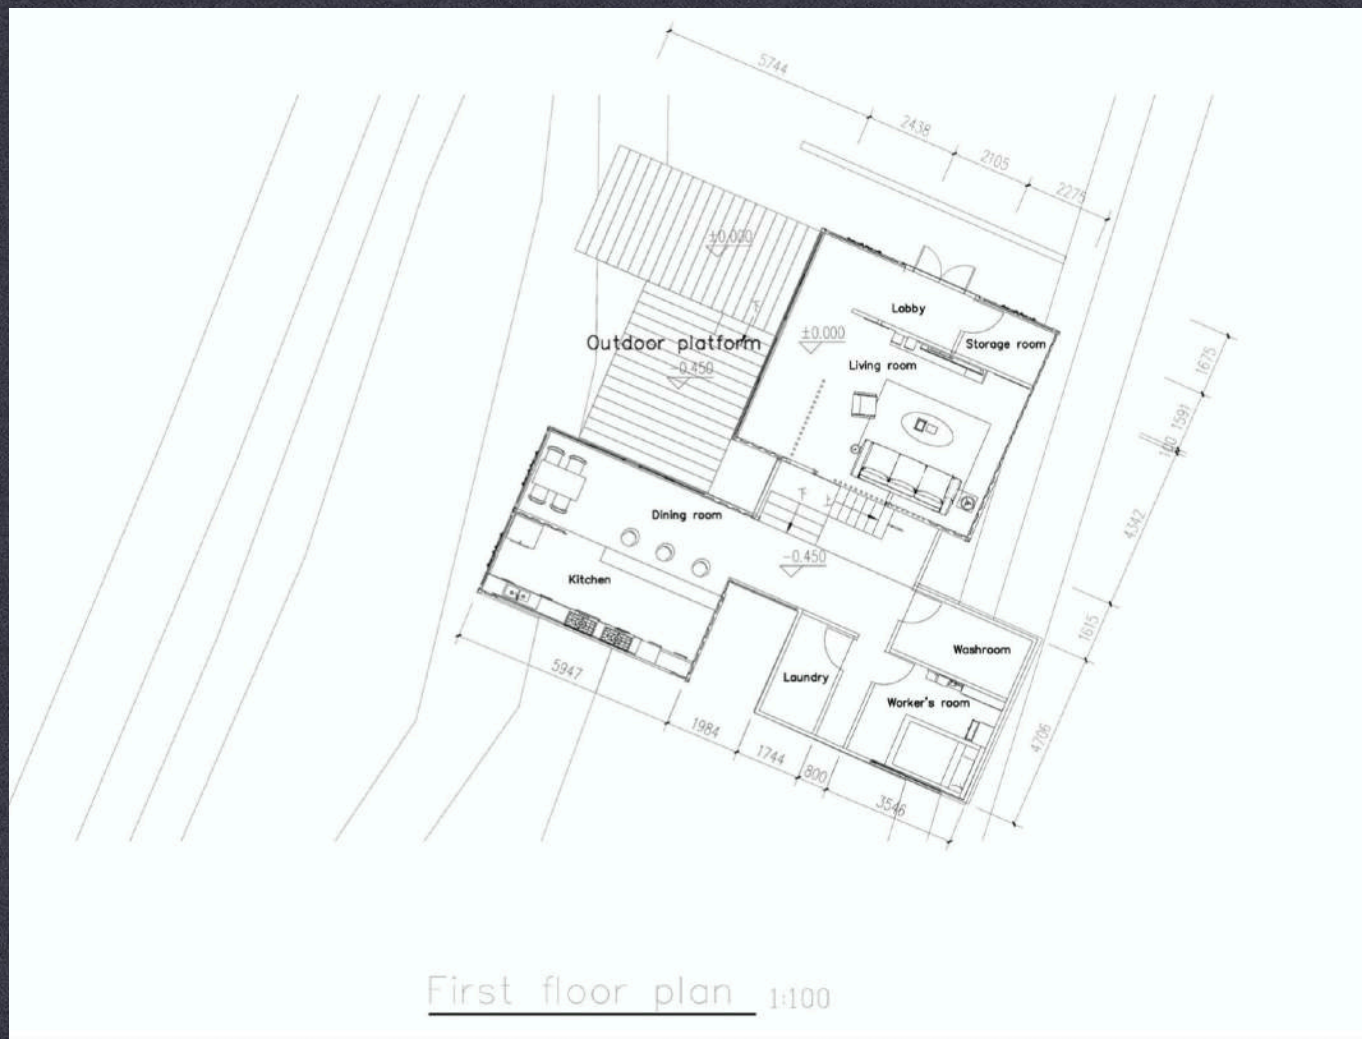 5744
2438
2105
2275
±0.000
Lobby
Storage room
±0.000
Outdoor platform
Living room
-0.450
1675
1591
100
4342
Dining room
-0.450
Kitchen
1615
Washroom
Laundry
Worker's room
5947
1984
1744
800
3546
4706
First floor plan 1:100